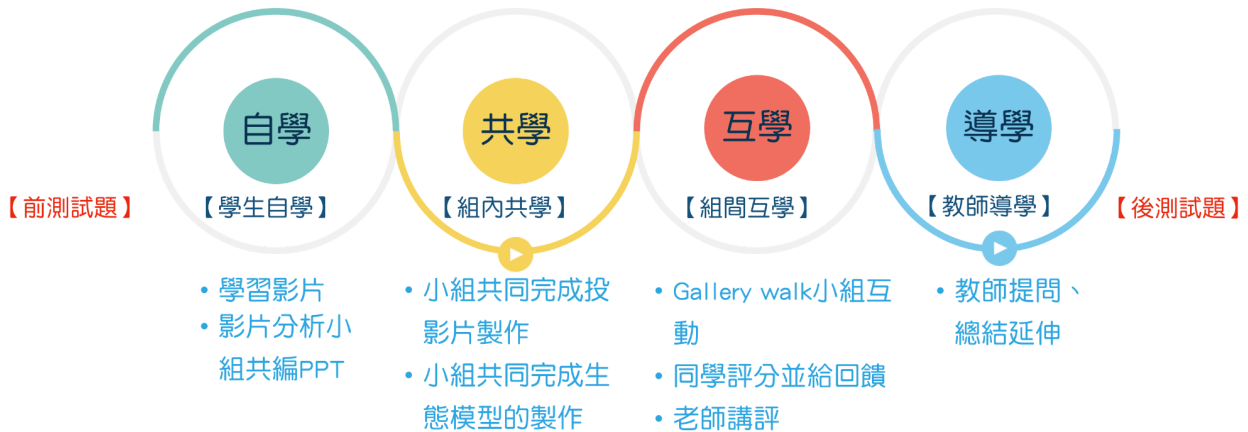 自學
共學
互學
導學
【前測試題】
【學生自學】
【組內共學】
【組間互學】
【教師導學】
【後測試題】
• 學習影片
• 影片分析小
組共編PPT
• 小組共同完成投
影片製作
• 小組共同完成生
態模型的製作
• Gallery walk小組互
動
• 同學評分並給回饋
• 老師講評
• 教師提問、
總結延伸